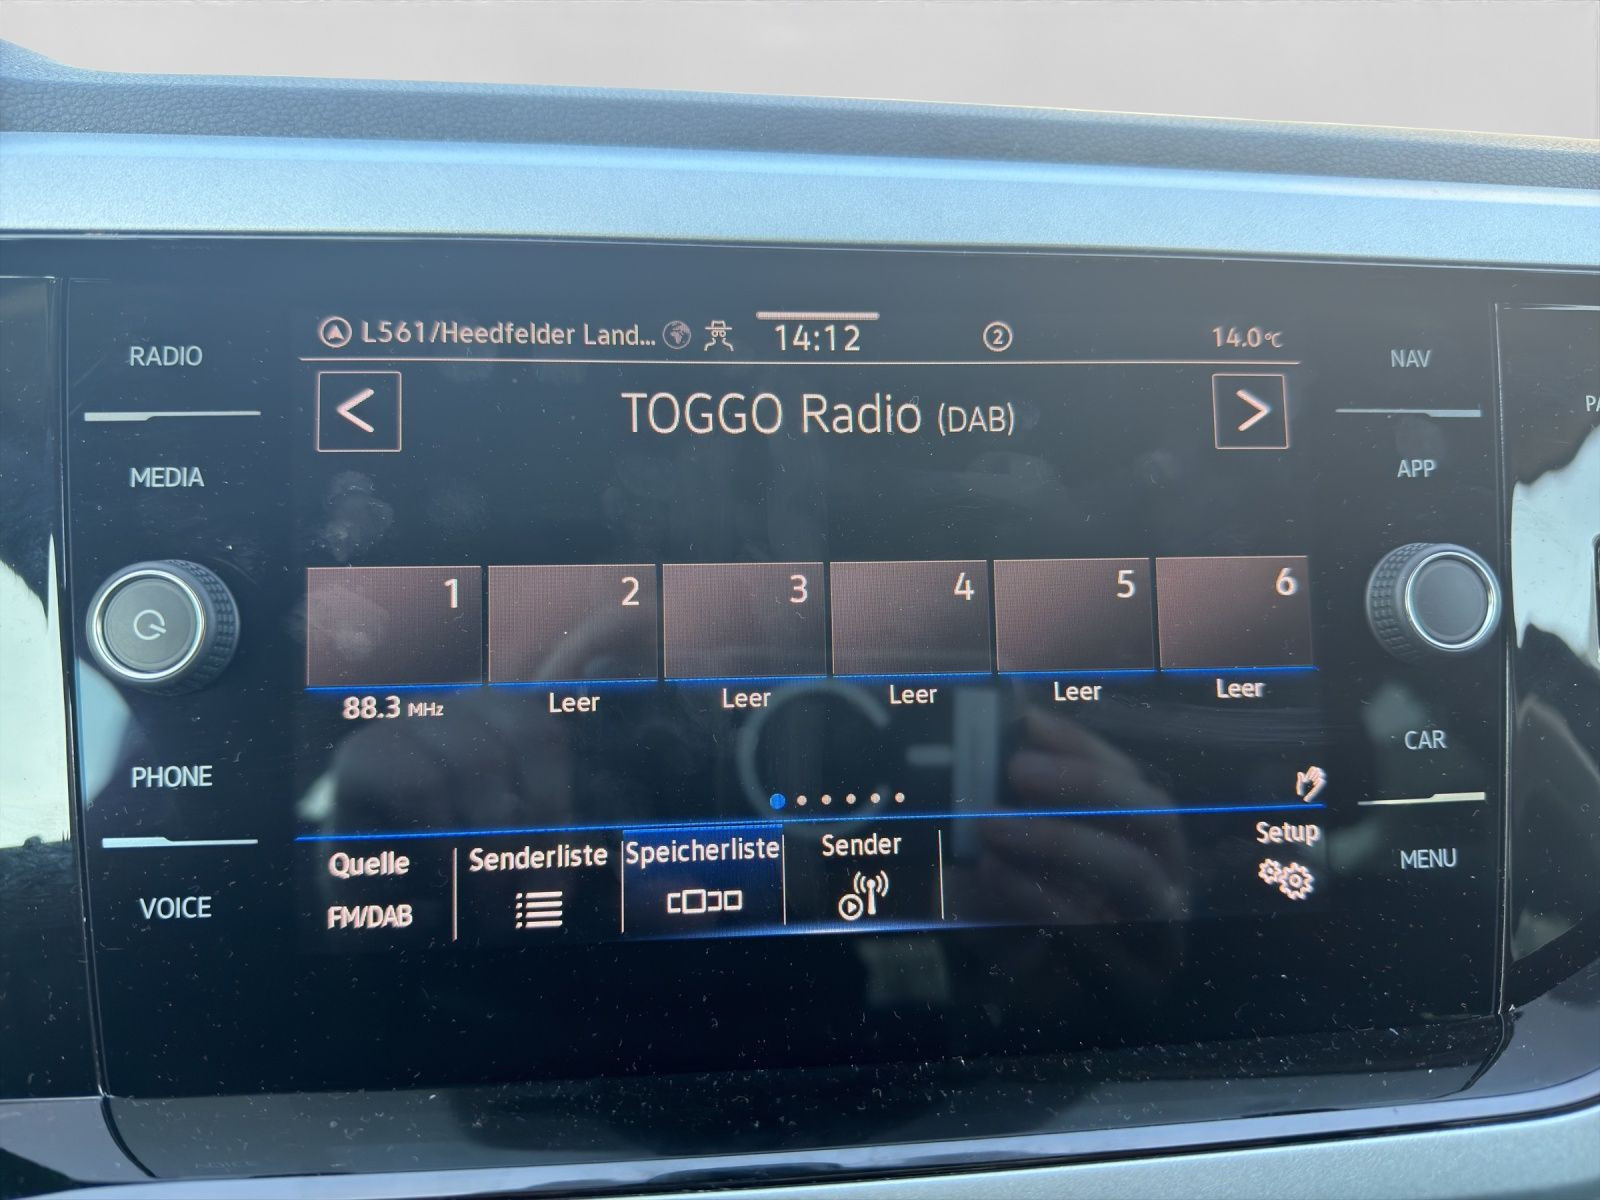 L561/Heedfelder Land...
14:12
2
14.0°C
RADIO
MEDIA
PHONE
VOICE
<
TOGGO Radio (DAB)
>
1
2
3
4
5
6
88.3 MHz
Leer
Leer
Leer
Leer
Leer
Quelle
FM/DAB
Senderliste
Speicherliste
Sender
Setup
NAV
APP
CAR
MENU